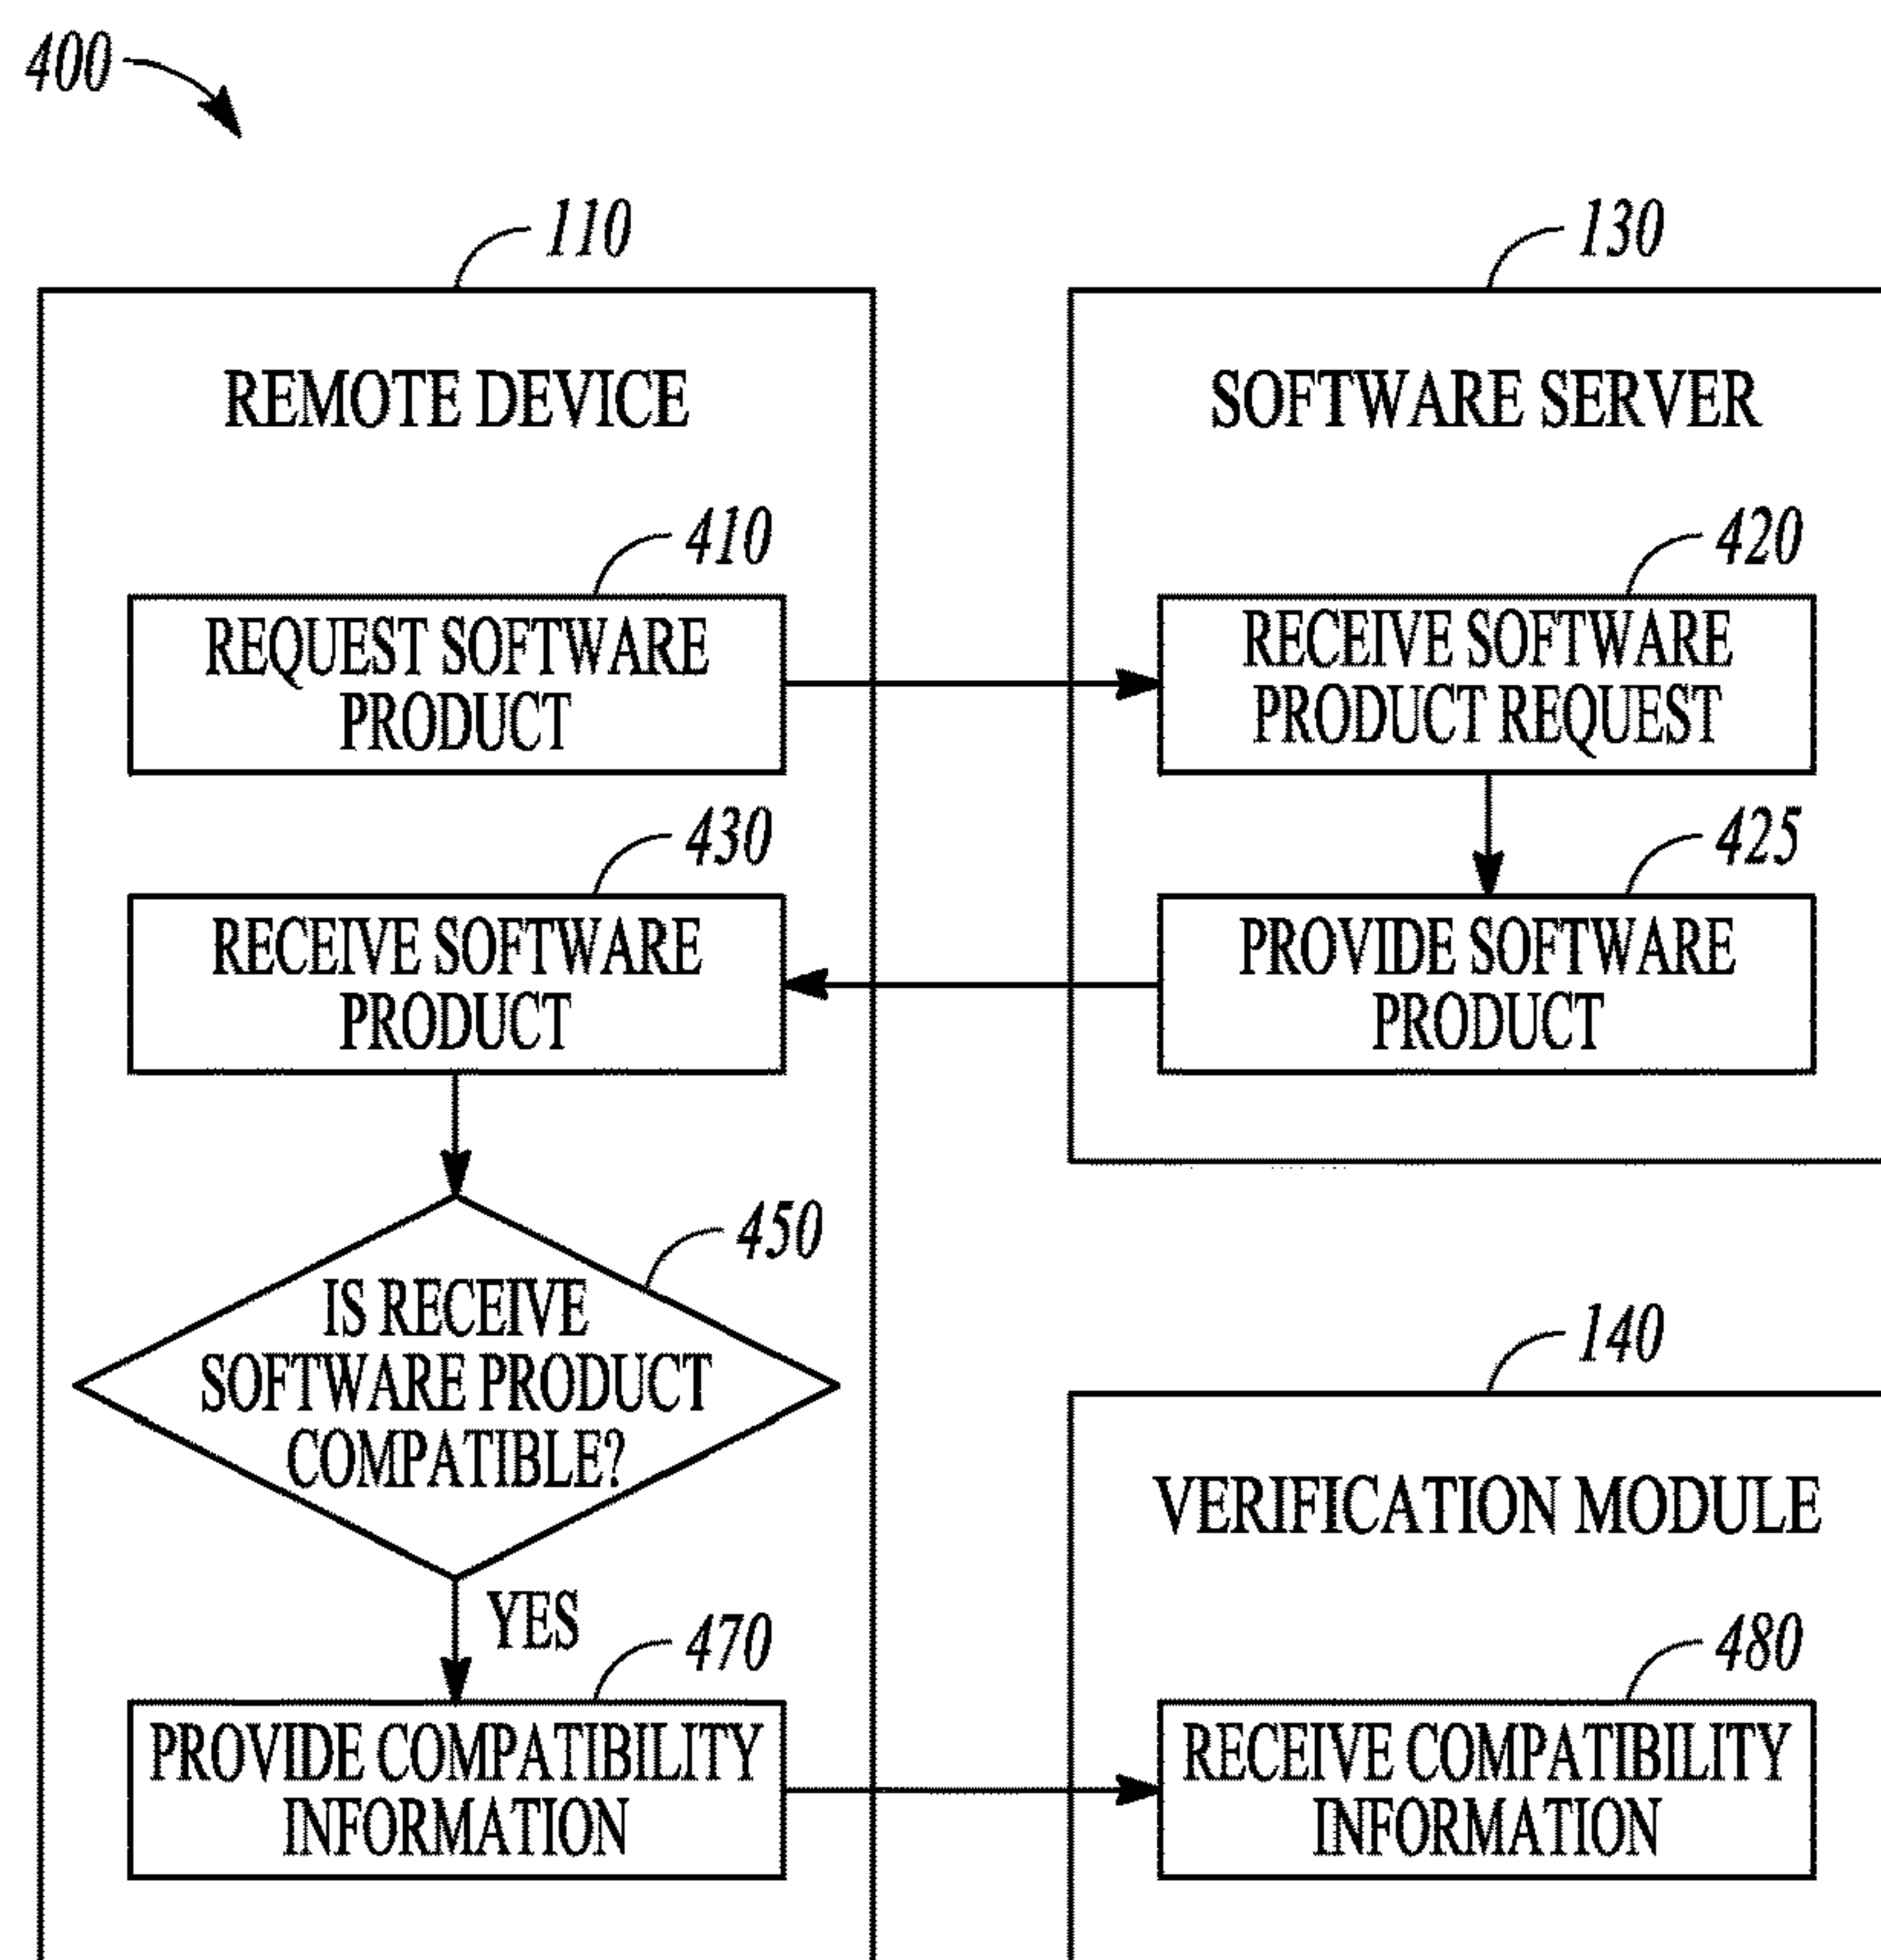 400
110
130
REMOTE DEVICE
SOFTWARE SERVER
410
420
REQUEST SOFTWARE
PRODUCT
RECEIVE SOFTWARE
PRODUCT REQUEST
430
425
RECEIVE SOFTWARE
PRODUCT
PROVIDE SOFTWARE
PRODUCT
450
IS RECEIVE
SOFTWARE PRODUCT
COMPATIBLE?
140
VERIFICATION MODULE
YES
470
480
PROVIDE COMPATIBILITY
INFORMATION
RECEIVE COMPATIBILITY
INFORMATION